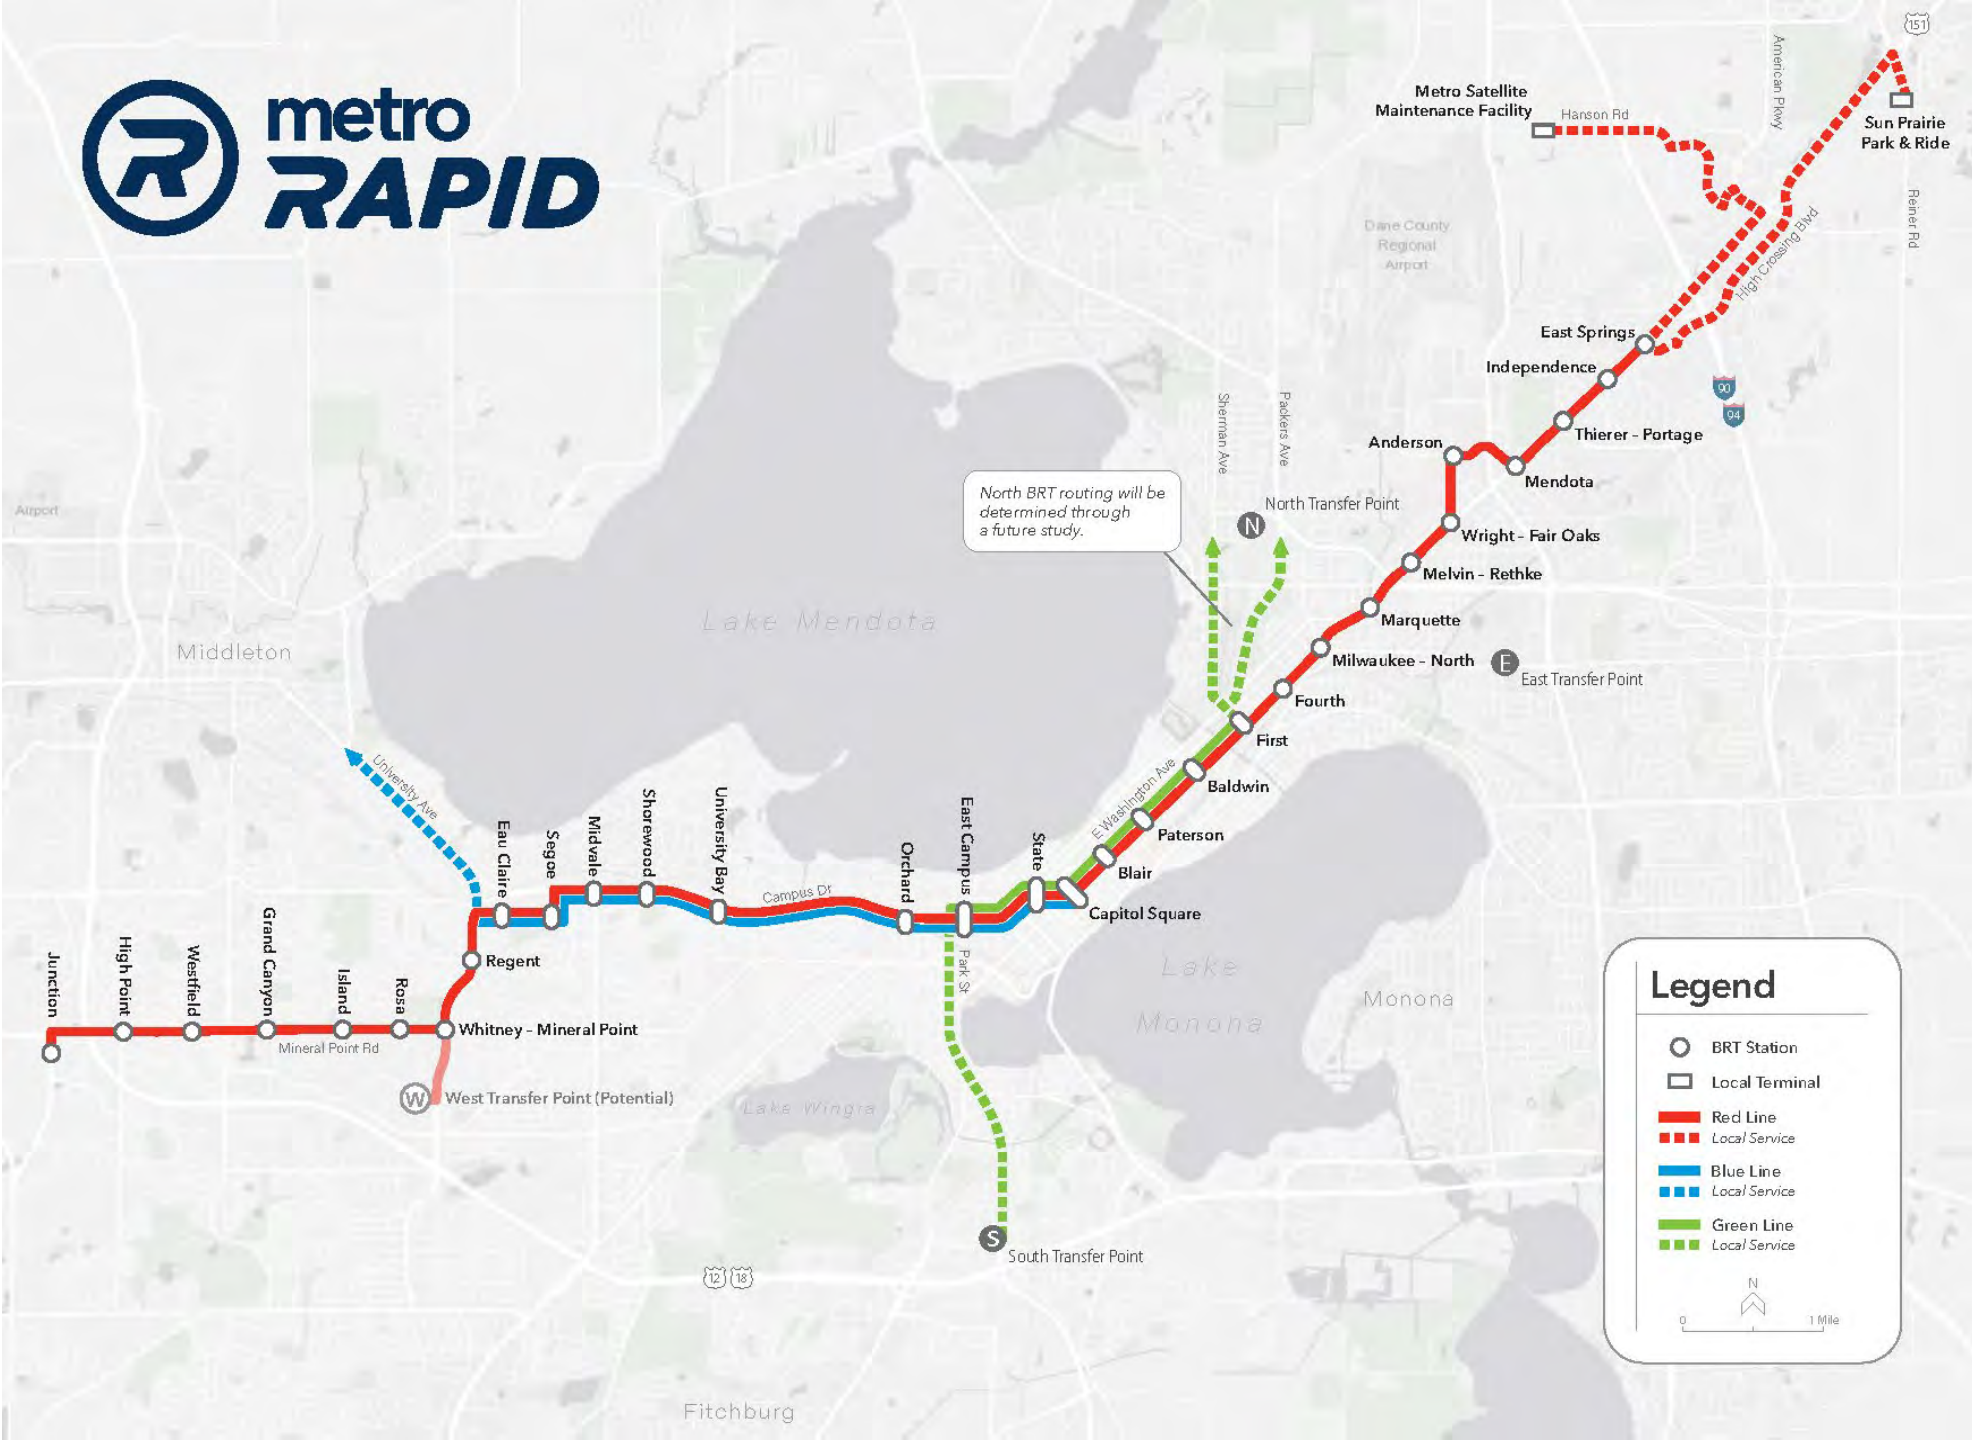 151
R
metro
RAPID
Metro Satellite
Maintenance Facility
Hanson Rd
American Pkwy
Sun Prairie
Park & Ride
Reiner Rd
High Crossing Blvd
Dane County
Regional
Airport
East Springs
Independence
90
94
Thierer - Portage
Anderson
Mendota
Sherman Ave
Packers Ave
North BRT routing will be
determined through
a future study.
North Transfer Point
N
Wright - Fair Oaks
Melvin - Rethke
Marquette
Milwaukee - North
E
East Transfer Point
Fourth
First
Baldwin
E Washington Ave
Paterson
Blair
Capitol Square
Airport
Middleton
Lake Mendota
University Ave
Eau Claire
Segoe
Midvale
Shorewood
University Bay
Campus Dr
Orchard
East Campus
State
Park St
Lake
Monona
Monona
Junction
High Point
Westfield
Grand Canyon
Island
Rosa
Regent
Whitney - Mineral Point
Mineral Point Rd
W
West Transfer Point (Potential)
Lake Wingra
S
South Transfer Point
12
18
Fitchburg
Legend
BRT Station
Local Terminal
Red Line
Local Service
Blue Line
Local Service
Green Line
Local Service
N
0
1 Mile